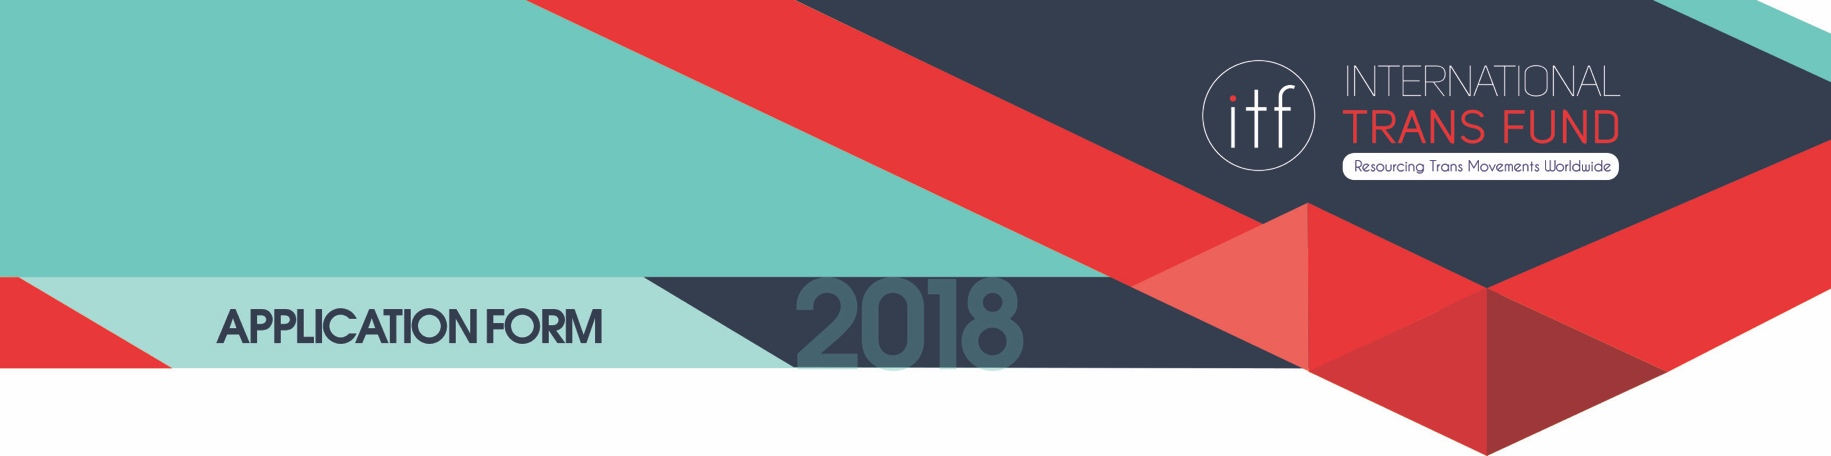 itf
INTERNATIONAL
TRANS FUND
Resourcing Trans Movements Worldwide
APPLICATION FORM
2018